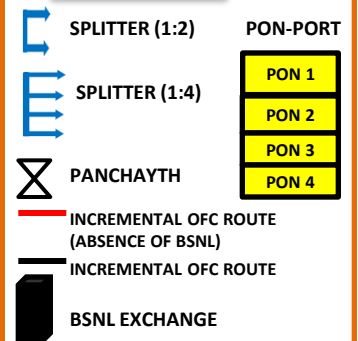 SPLITTER (1:2)
PON-PORT
SPLITTER (1:4)
PON 1
PON 2
PON 3
PON 4
PANCHAYTH
INCREMENTAL OFC ROUTE
(ABSENCE OF BSNL)
INCREMENTAL OFC ROUTE
BSNL EXCHANGE